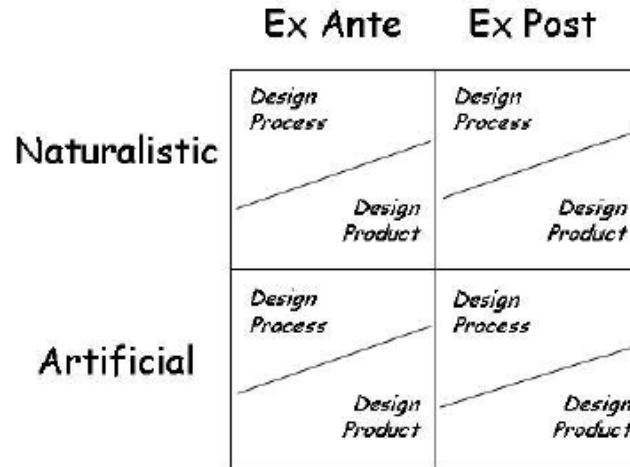 Ex Ante Ex Post
Naturalistic
Design
Process
Design
Product
Design
Process
Design
Product
Artificial
Design
Process
Design
Product
Design
Process
Design
Product